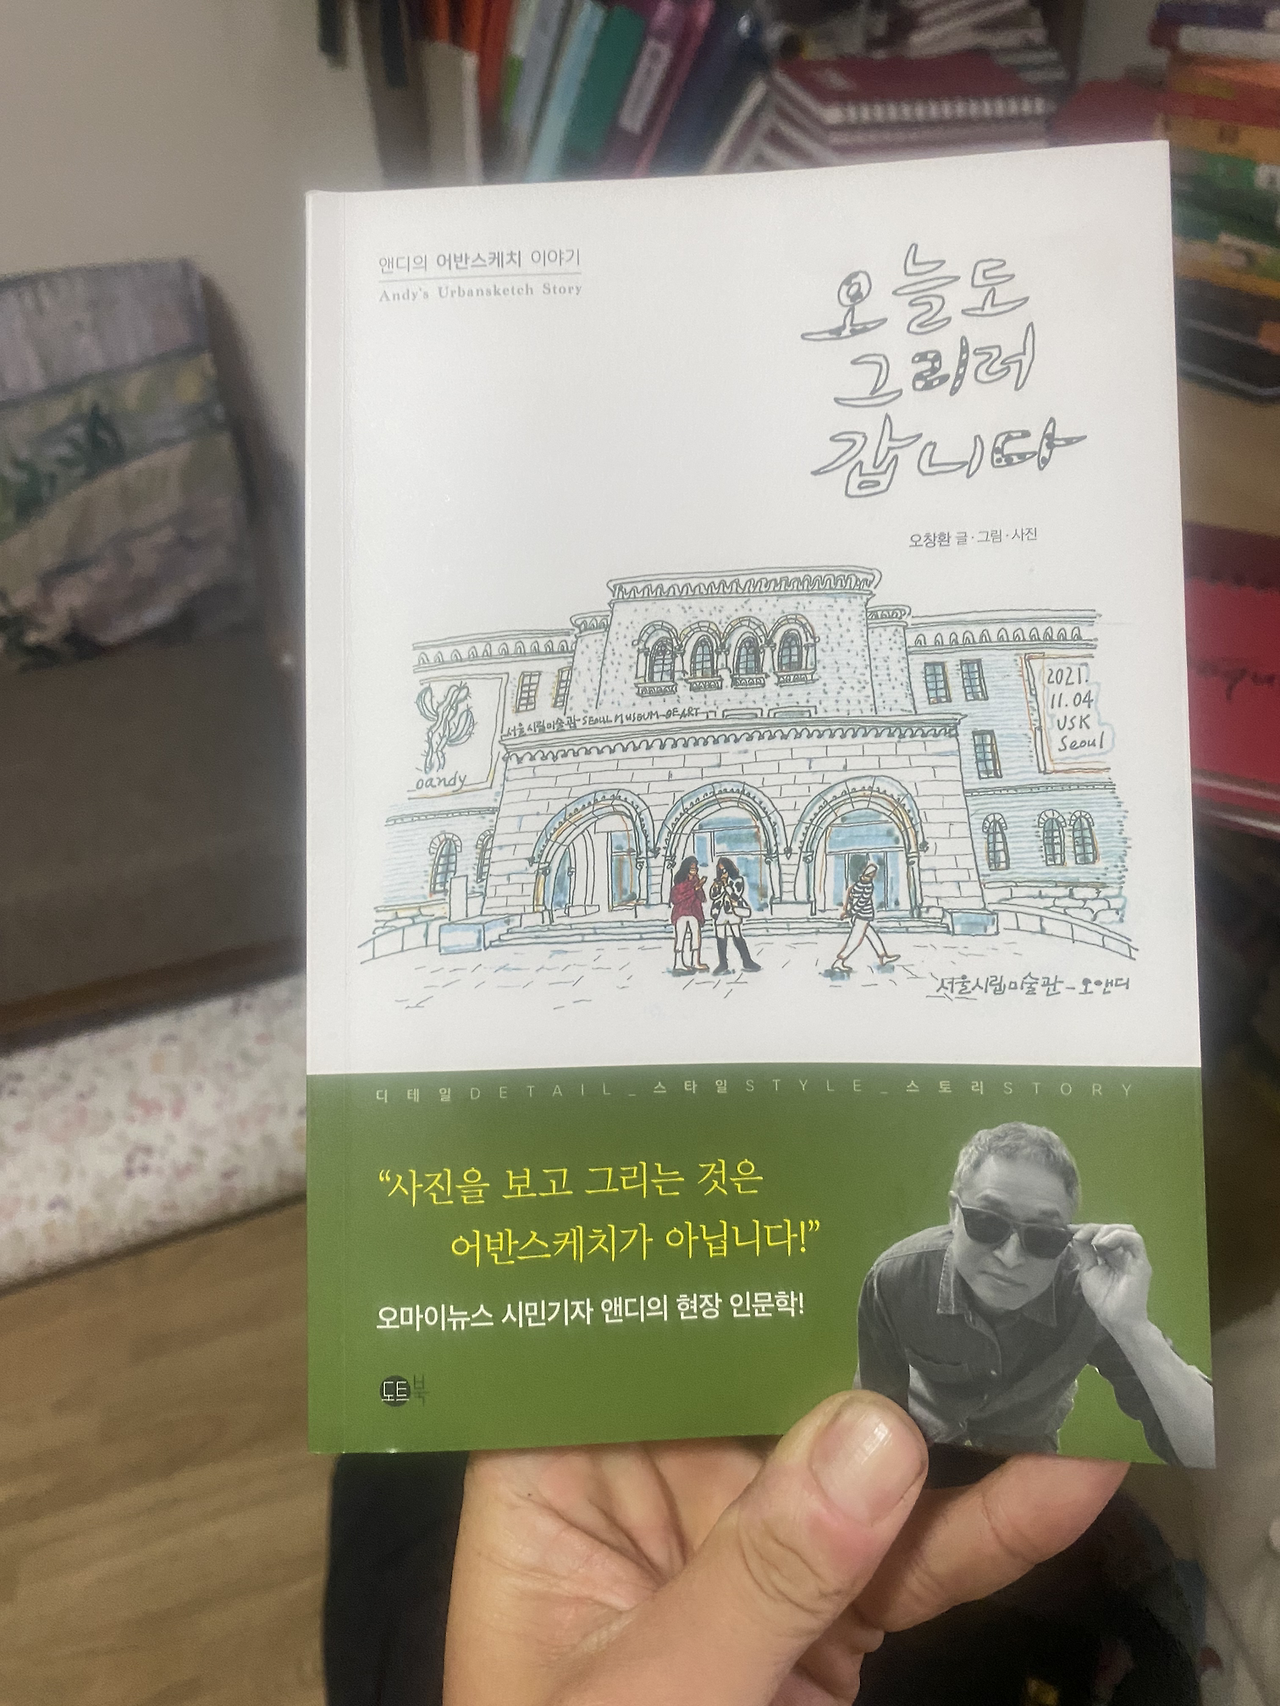 앤디의 어반스케치 이야기
Andy's Urbansketch Story
오늘도
그리러
갑니다
오창환 글·그림·사진
서울시립미술관 SEOUL MUSEUM OF ART
oandy
2021.
11.04
USK
Seoul
서울시립미술관 - 오앤디
디테일DETAIL_스타일STYLE_스토리STORY
“사진을 보고 그리는 것은
어반스케치가 아닙니다!”
오마이뉴스 시민기자 앤디의 현장 인문학!
도트북